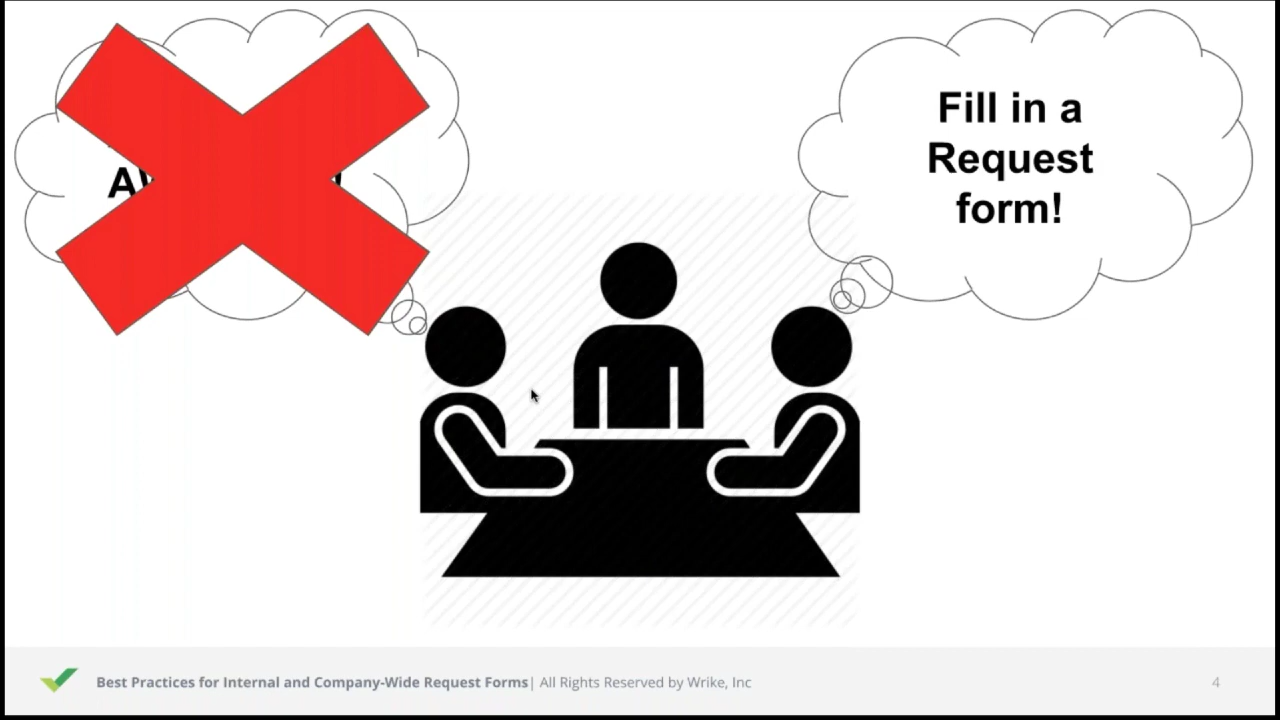 Fill in a
Request
form!
Best Practices for Internal and Company-Wide Request Forms| All Rights Reserved by Wrike, Inc
4